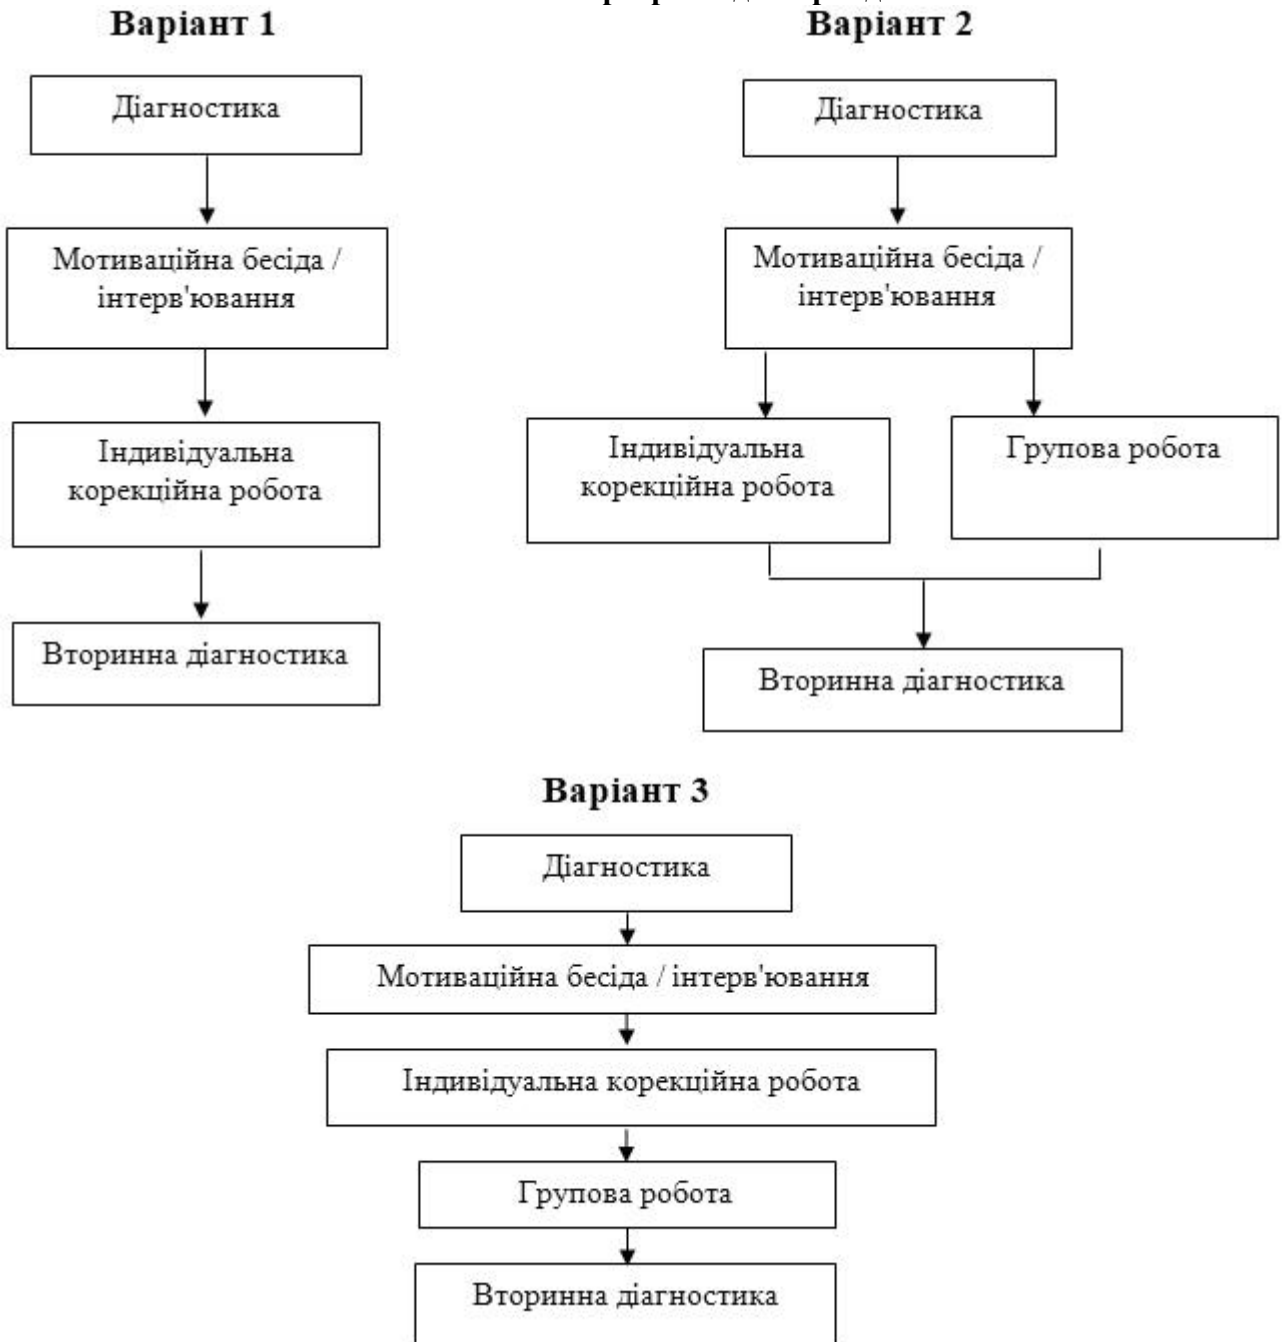 Варіант 1
Діагностика
Мотиваційна бесіда /
інтерв'ювання
Індивідуальна
корекційна робота
Вторинна діагностика
Варіант 2
Діагностика
Мотиваційна бесіда /
інтерв'ювання
Індивідуальна
корекційна робота
Групова робота
Вторинна діагностика
Варіант 3
Діагностика
Мотиваційна бесіда / інтерв'ювання
Індивідуальна корекційна робота
Групова робота
Вторинна діагностика